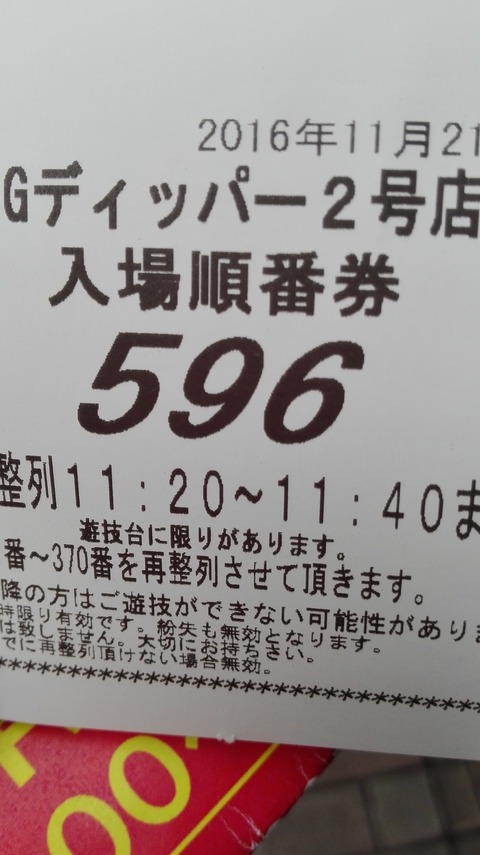 2016年11月21
Gディッパー2号店
入場順番券
596
整列11:20~11:40ま
遊技台に限りがあります。
番~370番を再整列させて頂きます。
降の方はご遊技ができない可能性がありま
時限り有効です。紛失も無効となります。
は致しません。大切にお持ちさい。
でに再整列頂けない場合無効。
********************************
00